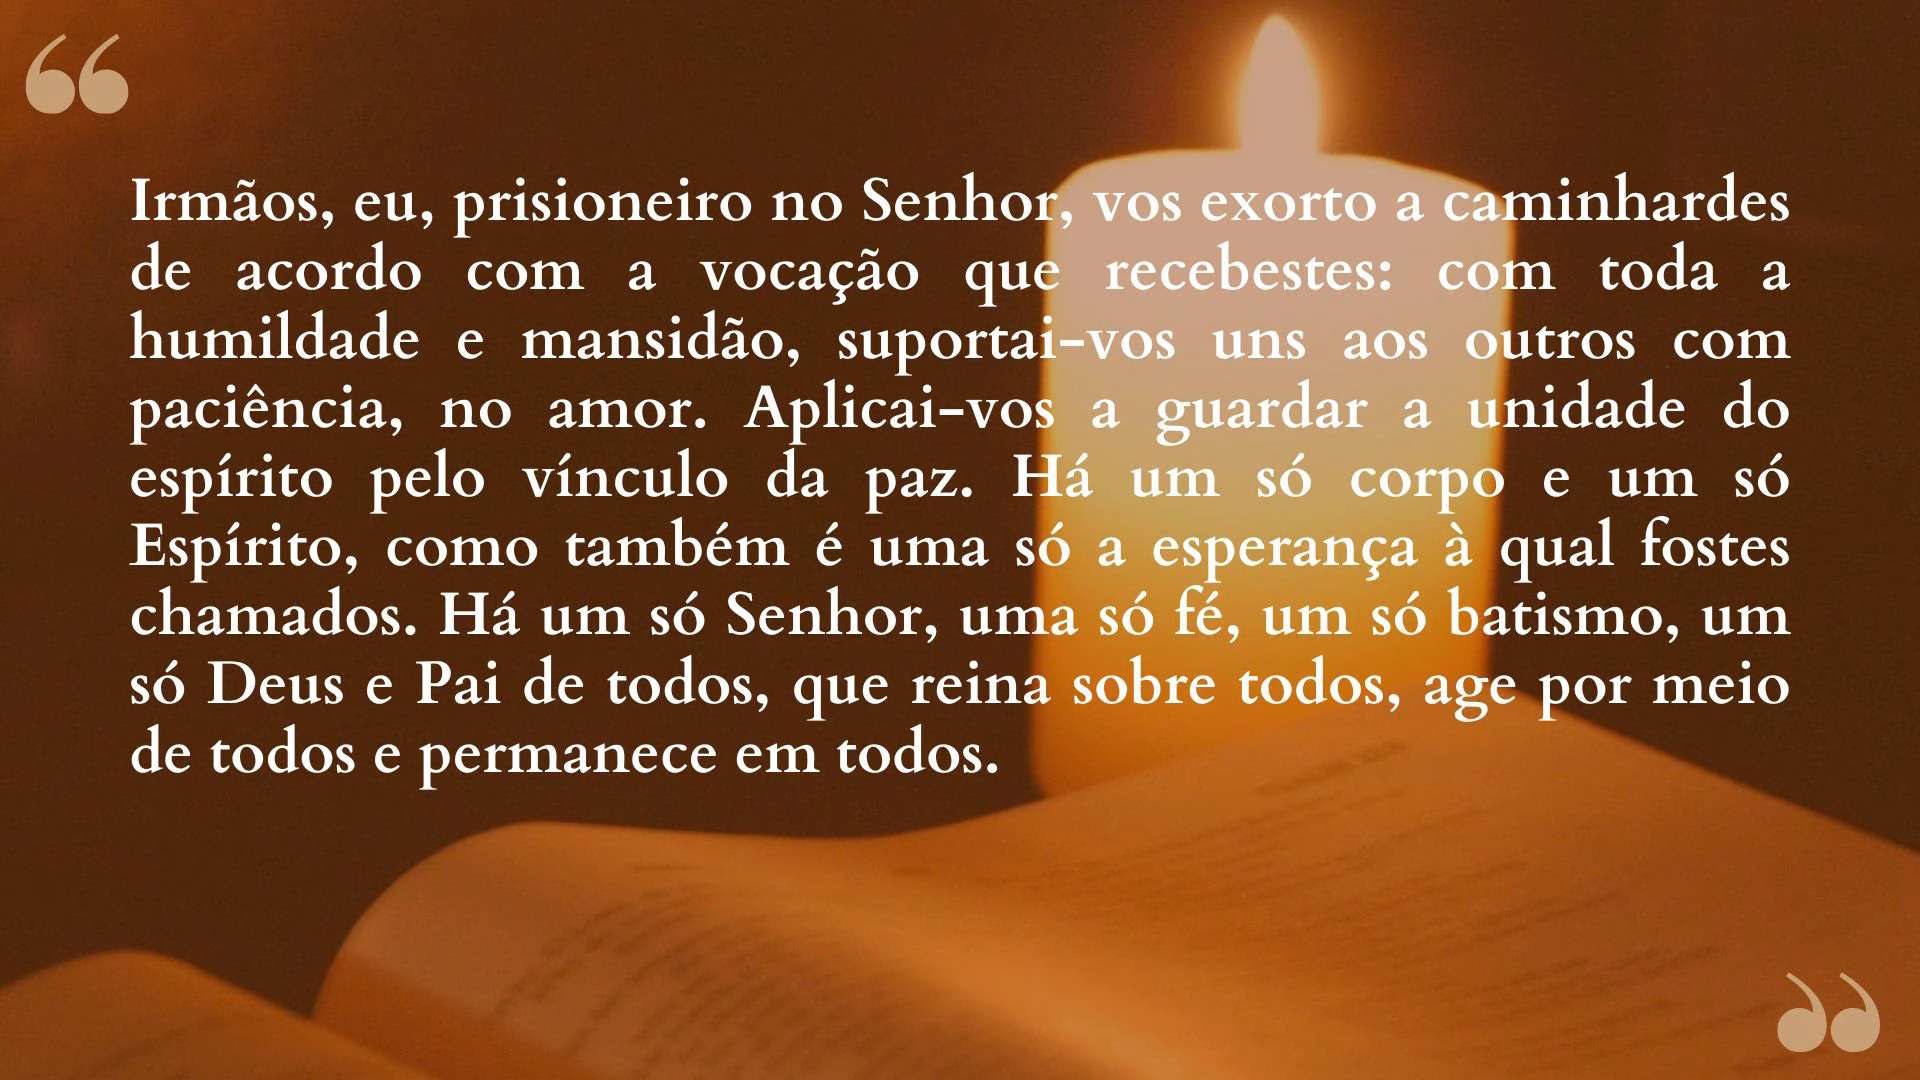 “
Irmãos, eu, prisioneiro no Senhor, vos exorto a caminhardes
de acordo com a vocação que recebestes: com toda a
humildade e mansidão, suportai-vos uns aos outros com
paciência, no amor. Aplicai-vos a guardar a unidade do
espírito pelo vínculo da paz. Há um só corpo e um só
Espírito, como também é uma só a esperança à qual fostes
chamados. Há um só Senhor, uma só fé, um só batismo, um
só Deus e Pai de todos, que reina sobre todos, age por meio
de todos e permanece em todos.
”